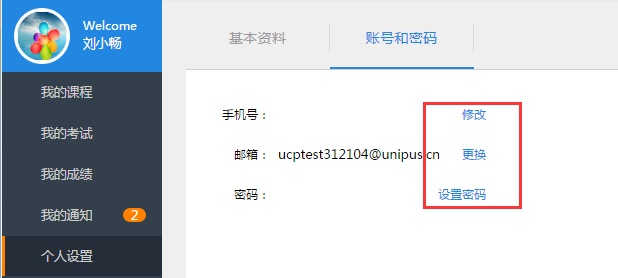 Welcome
刘小畅
我的课程
我的考试
我的成绩
我的通知 2
个人设置
基本资料 账号和密码
手机号： 修改
邮箱： ucptest312104@unipus.cn 更换
密码： 设置密码